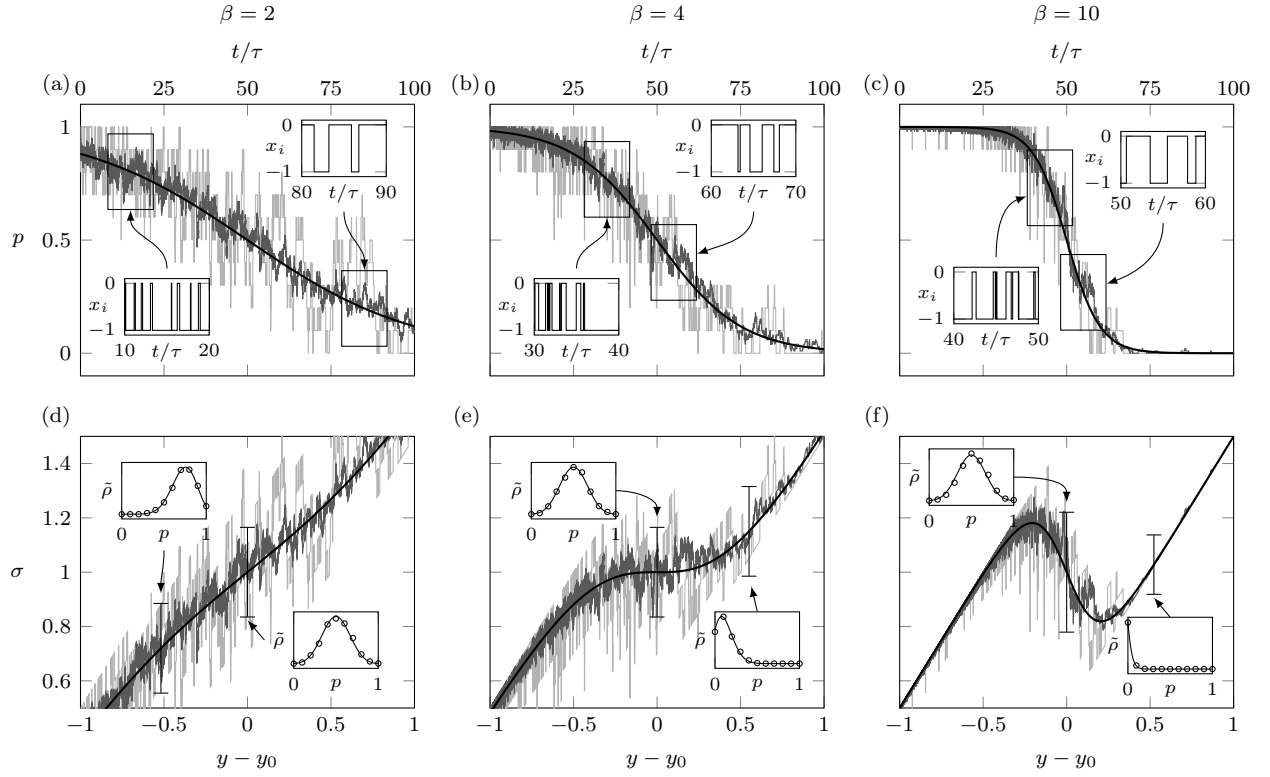 β = 2
β = 4
β = 10
t/τ
t/τ
t/τ
(a) 0 25 50 75 100
(b) 0 25 50 75 100
(c) 0 25 50 75 100
p
1
0.5
0
0
x_i
−1
80 t/τ 90
0
x_i
−1
10 t/τ 20
0
x_i
−1
60 t/τ 70
0
x_i
−1
30 t/τ 40
0
x_i
−1
50 t/τ 60
0
x_i
−1
40 t/τ 50
(d)
(e)
(f)
σ
1.4
1.2
1
0.8
0.6
ρ̃
0 p 1
ρ̃
0 p 1
ρ̃
0 p 1
ρ̃
0 p 1
ρ̃
0 p 1
ρ̃
0 p 1
−1 −0.5 0 0.5 1
−1 −0.5 0 0.5 1
−1 −0.5 0 0.5 1
y − y₀
y − y₀
y − y₀